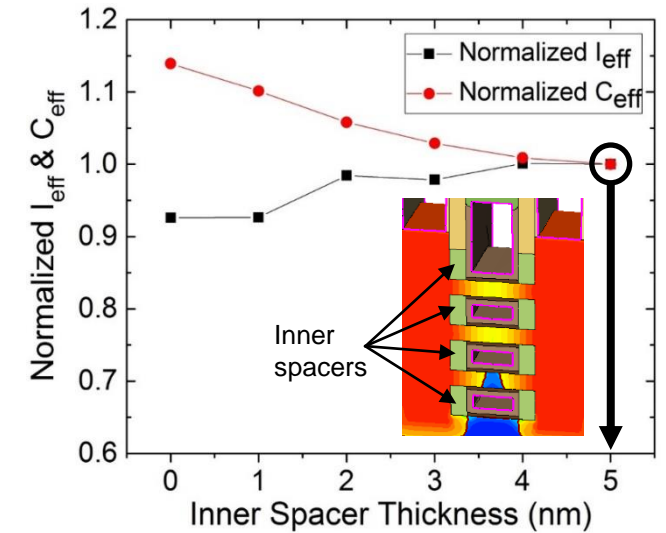 1.2
1.1
1.0
0.9
0.8
0.7
0.6
Normalized I_eff & C_eff
Normalized I_eff
Normalized C_eff
Inner
spacers
0 1 2 3 4 5
Inner Spacer Thickness (nm)